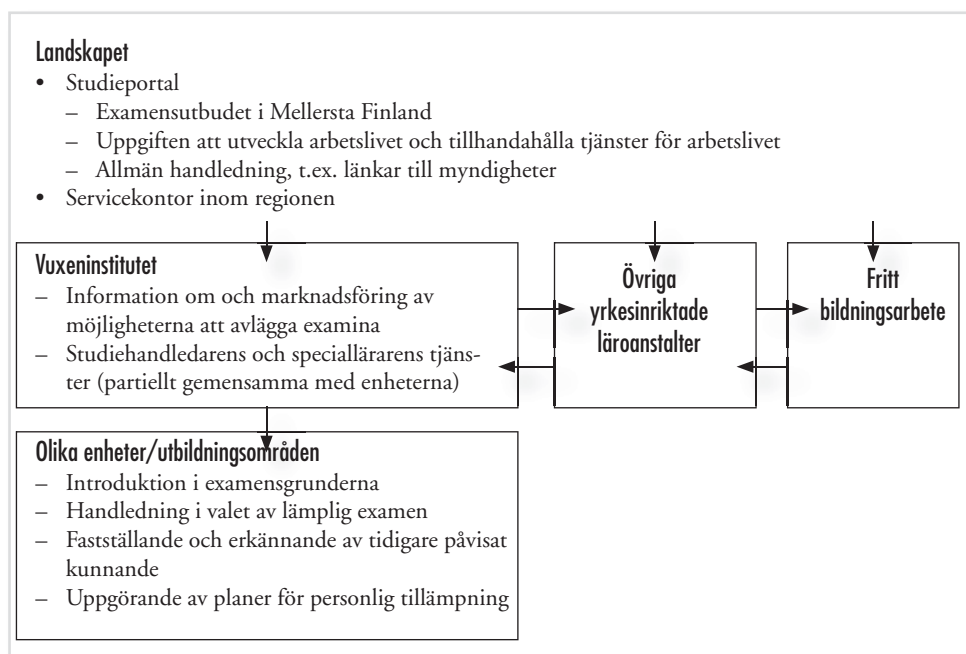 Landskapet
• Studieportal
– Examensutbudet i Mellersta Finland
– Uppgiften att utveckla arbetslivet och tillhandahålla tjänster för arbetslivet
– Allmän handledning, t.ex. länkar till myndigheter
• Servicekontor inom regionen
Vuxeninstitutet
– Information om och marknadsföring av
möjligheterna att avlägga examina
– Studiehandledarens och speciallärarens tjäns-
ter (partiellt gemensamma med enheterna)
Övriga
yrkesinriktade
läroanstalter
Fritt
bildningsarbete
Olika enheter/utbildningsområden
– Introduktion i examensgrunderna
– Handledning i valet av lämplig examen
– Fastställande och erkännande av tidigare påvisat
kunnande
– Uppgörande av planer för personlig tillämpning